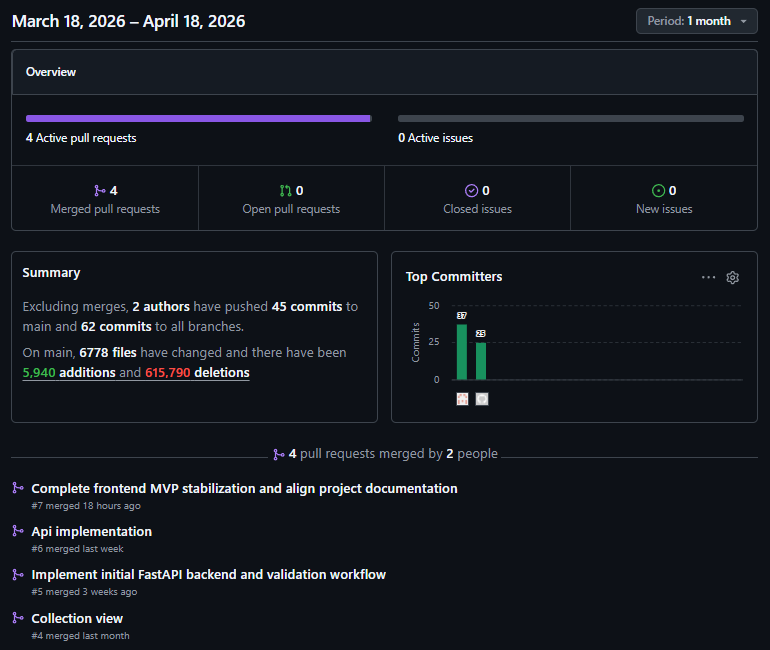 March 18, 2026 – April 18, 2026
Period: 1 month
Overview
4 Active pull requests
0 Active issues
4
Merged pull requests
0
Open pull requests
0
Closed issues
0
New issues
Summary
Excluding merges, 2 authors have pushed 45 commits to
main and 62 commits to all branches.
On main, 6778 files have changed and there have been
5,940 additions and 615,790 deletions
Top Committers
Commits
50
25
0
37
4 pull requests merged by 2 people
Complete frontend MVP stabilization and align project documentation
#7 merged 18 hours ago
Api implementation
#6 merged last week
Implement initial FastAPI backend and validation workflow
#5 merged 3 weeks ago
Collection view
#4 merged last month